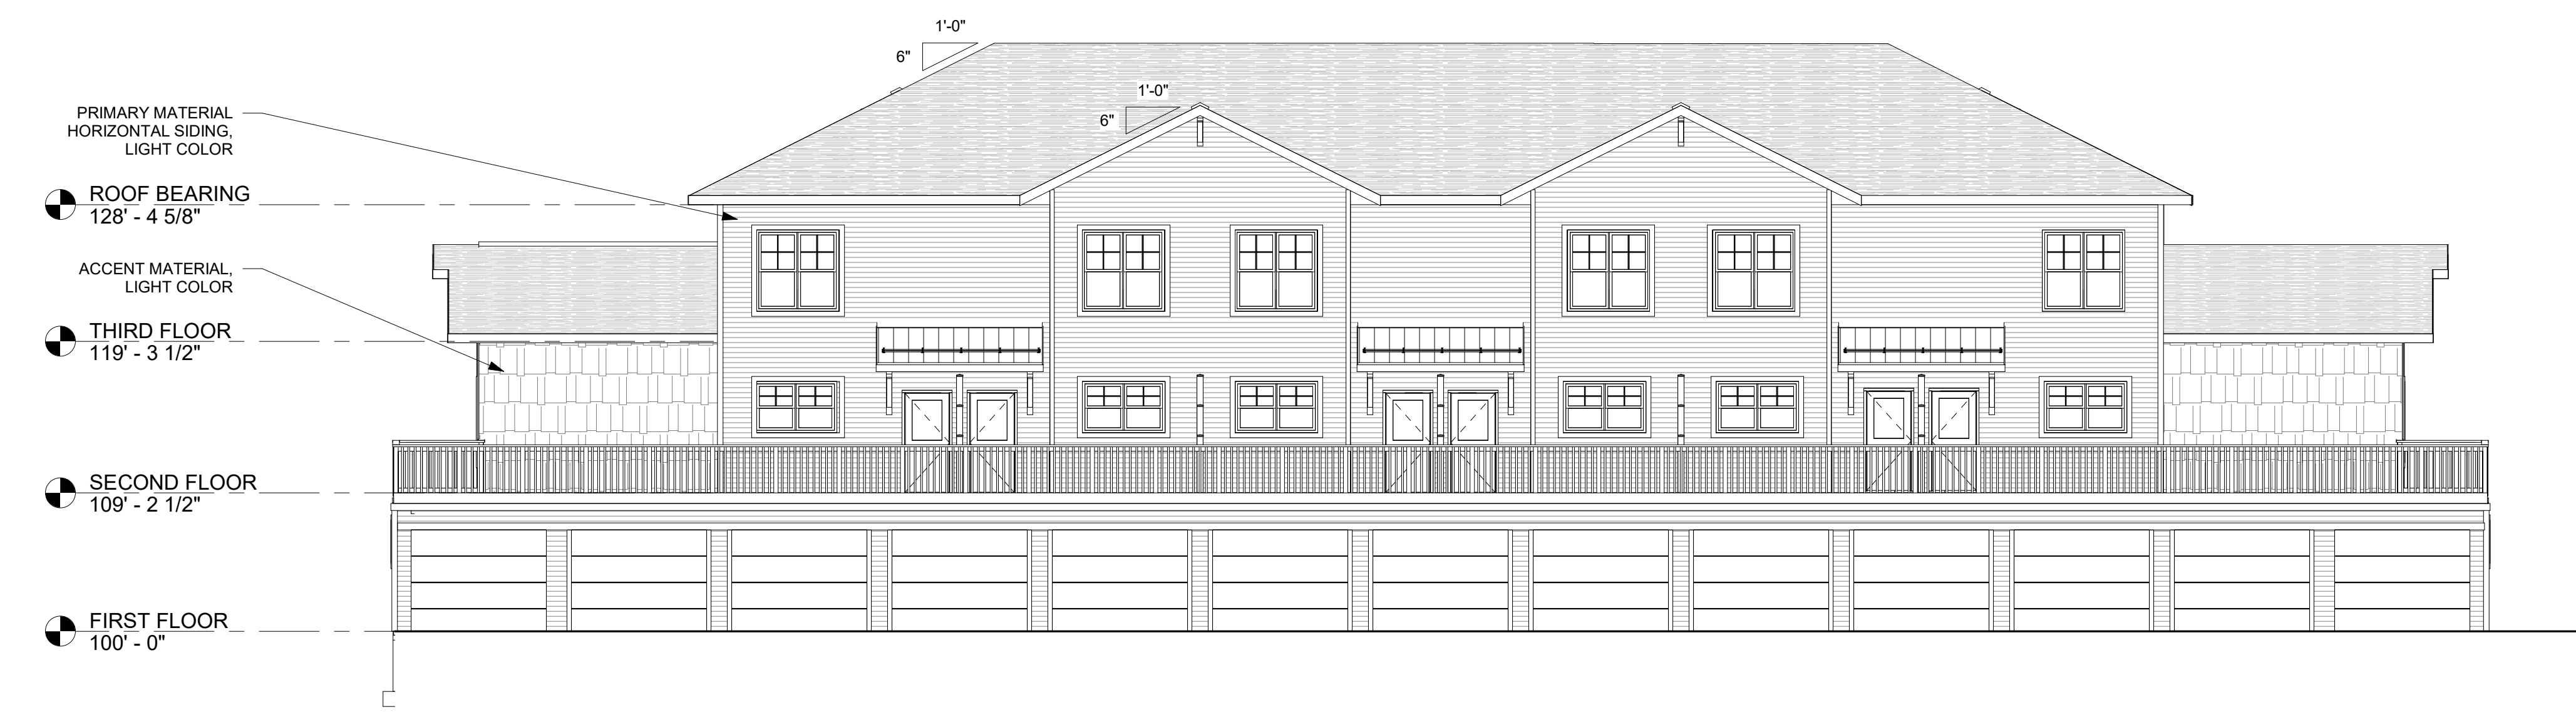 1'-0"
6"
1'-0"
6"
PRIMARY MATERIAL
HORIZONTAL SIDING,
LIGHT COLOR
ROOF BEARING
128' - 4 5/8"
ACCENT MATERIAL,
LIGHT COLOR
THIRD FLOOR
119' - 3 1/2"
SECOND FLOOR
109' - 2 1/2"
FIRST FLOOR
100' - 0"